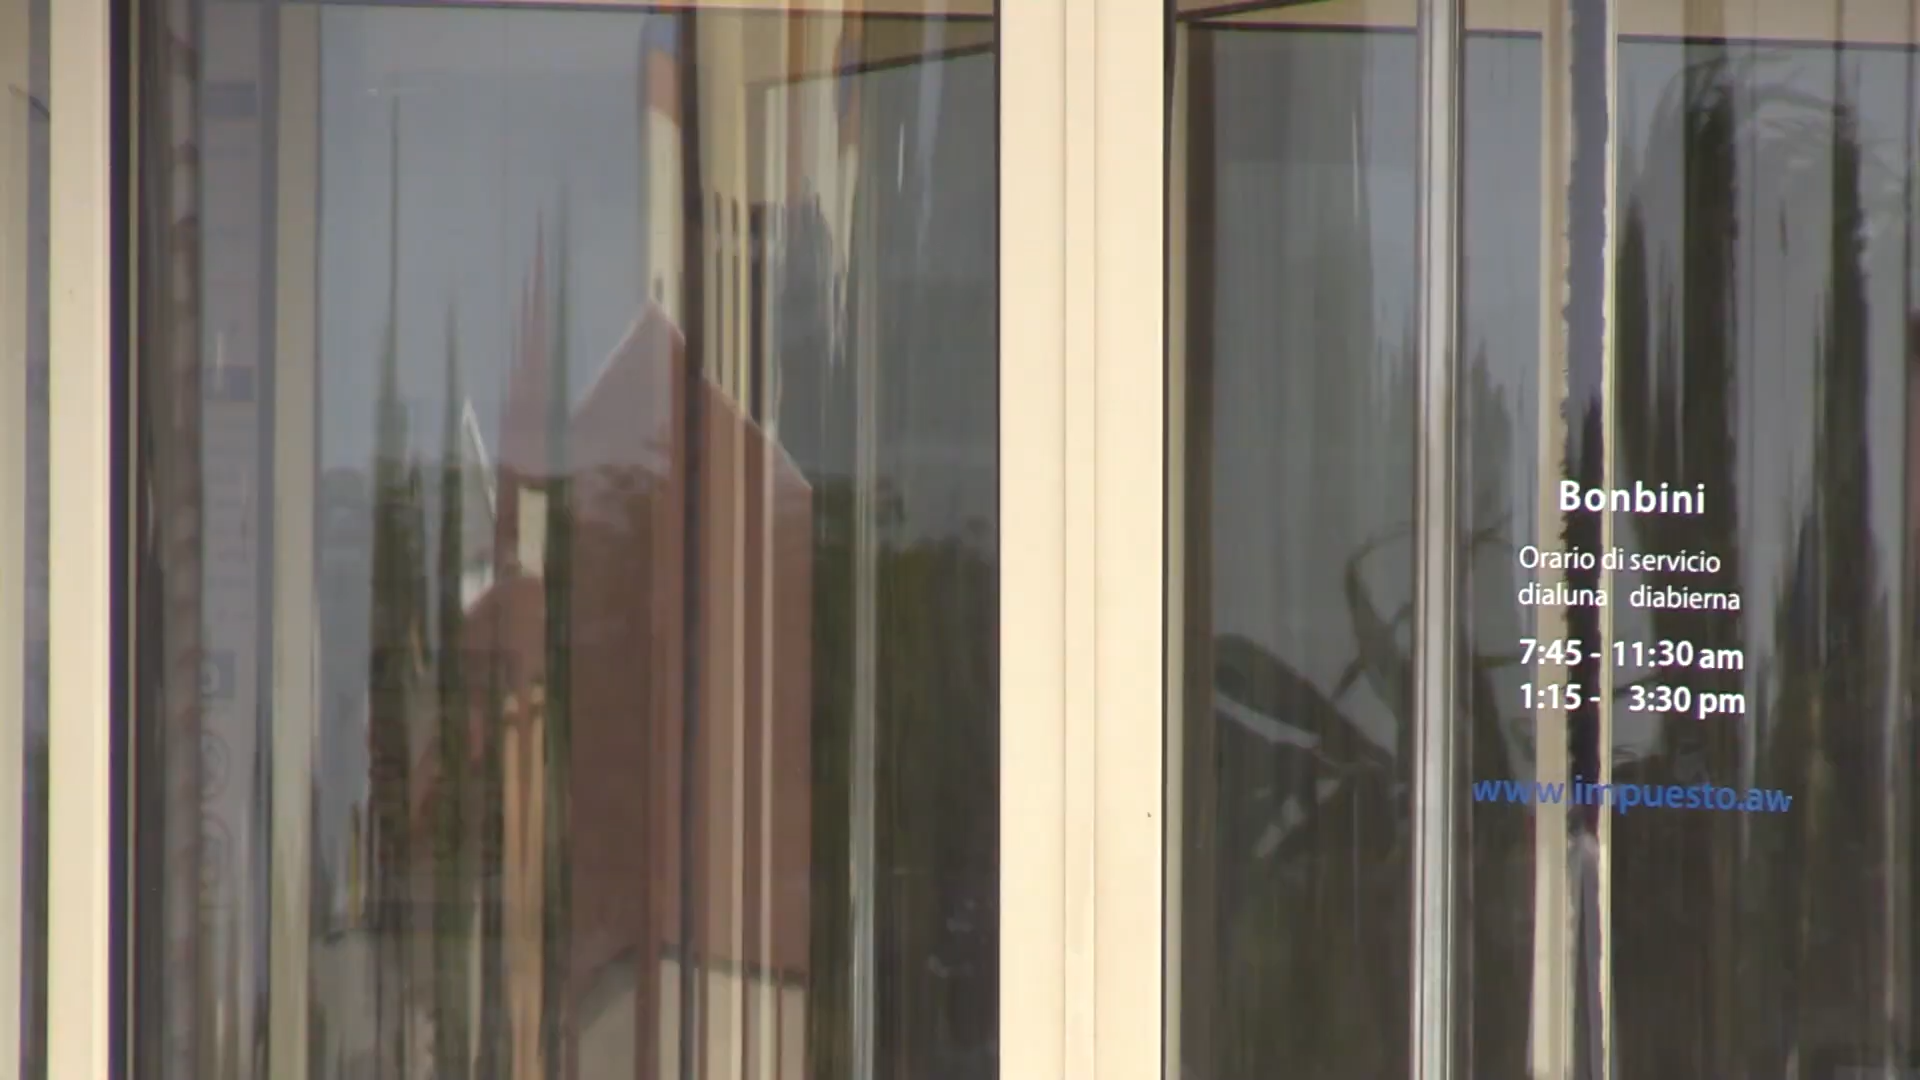 Bonbini
Orario di servicio
dialuna diabierna
7:45 - 11:30 am
1:15 - 3:30 pm
www.impuesto.aw